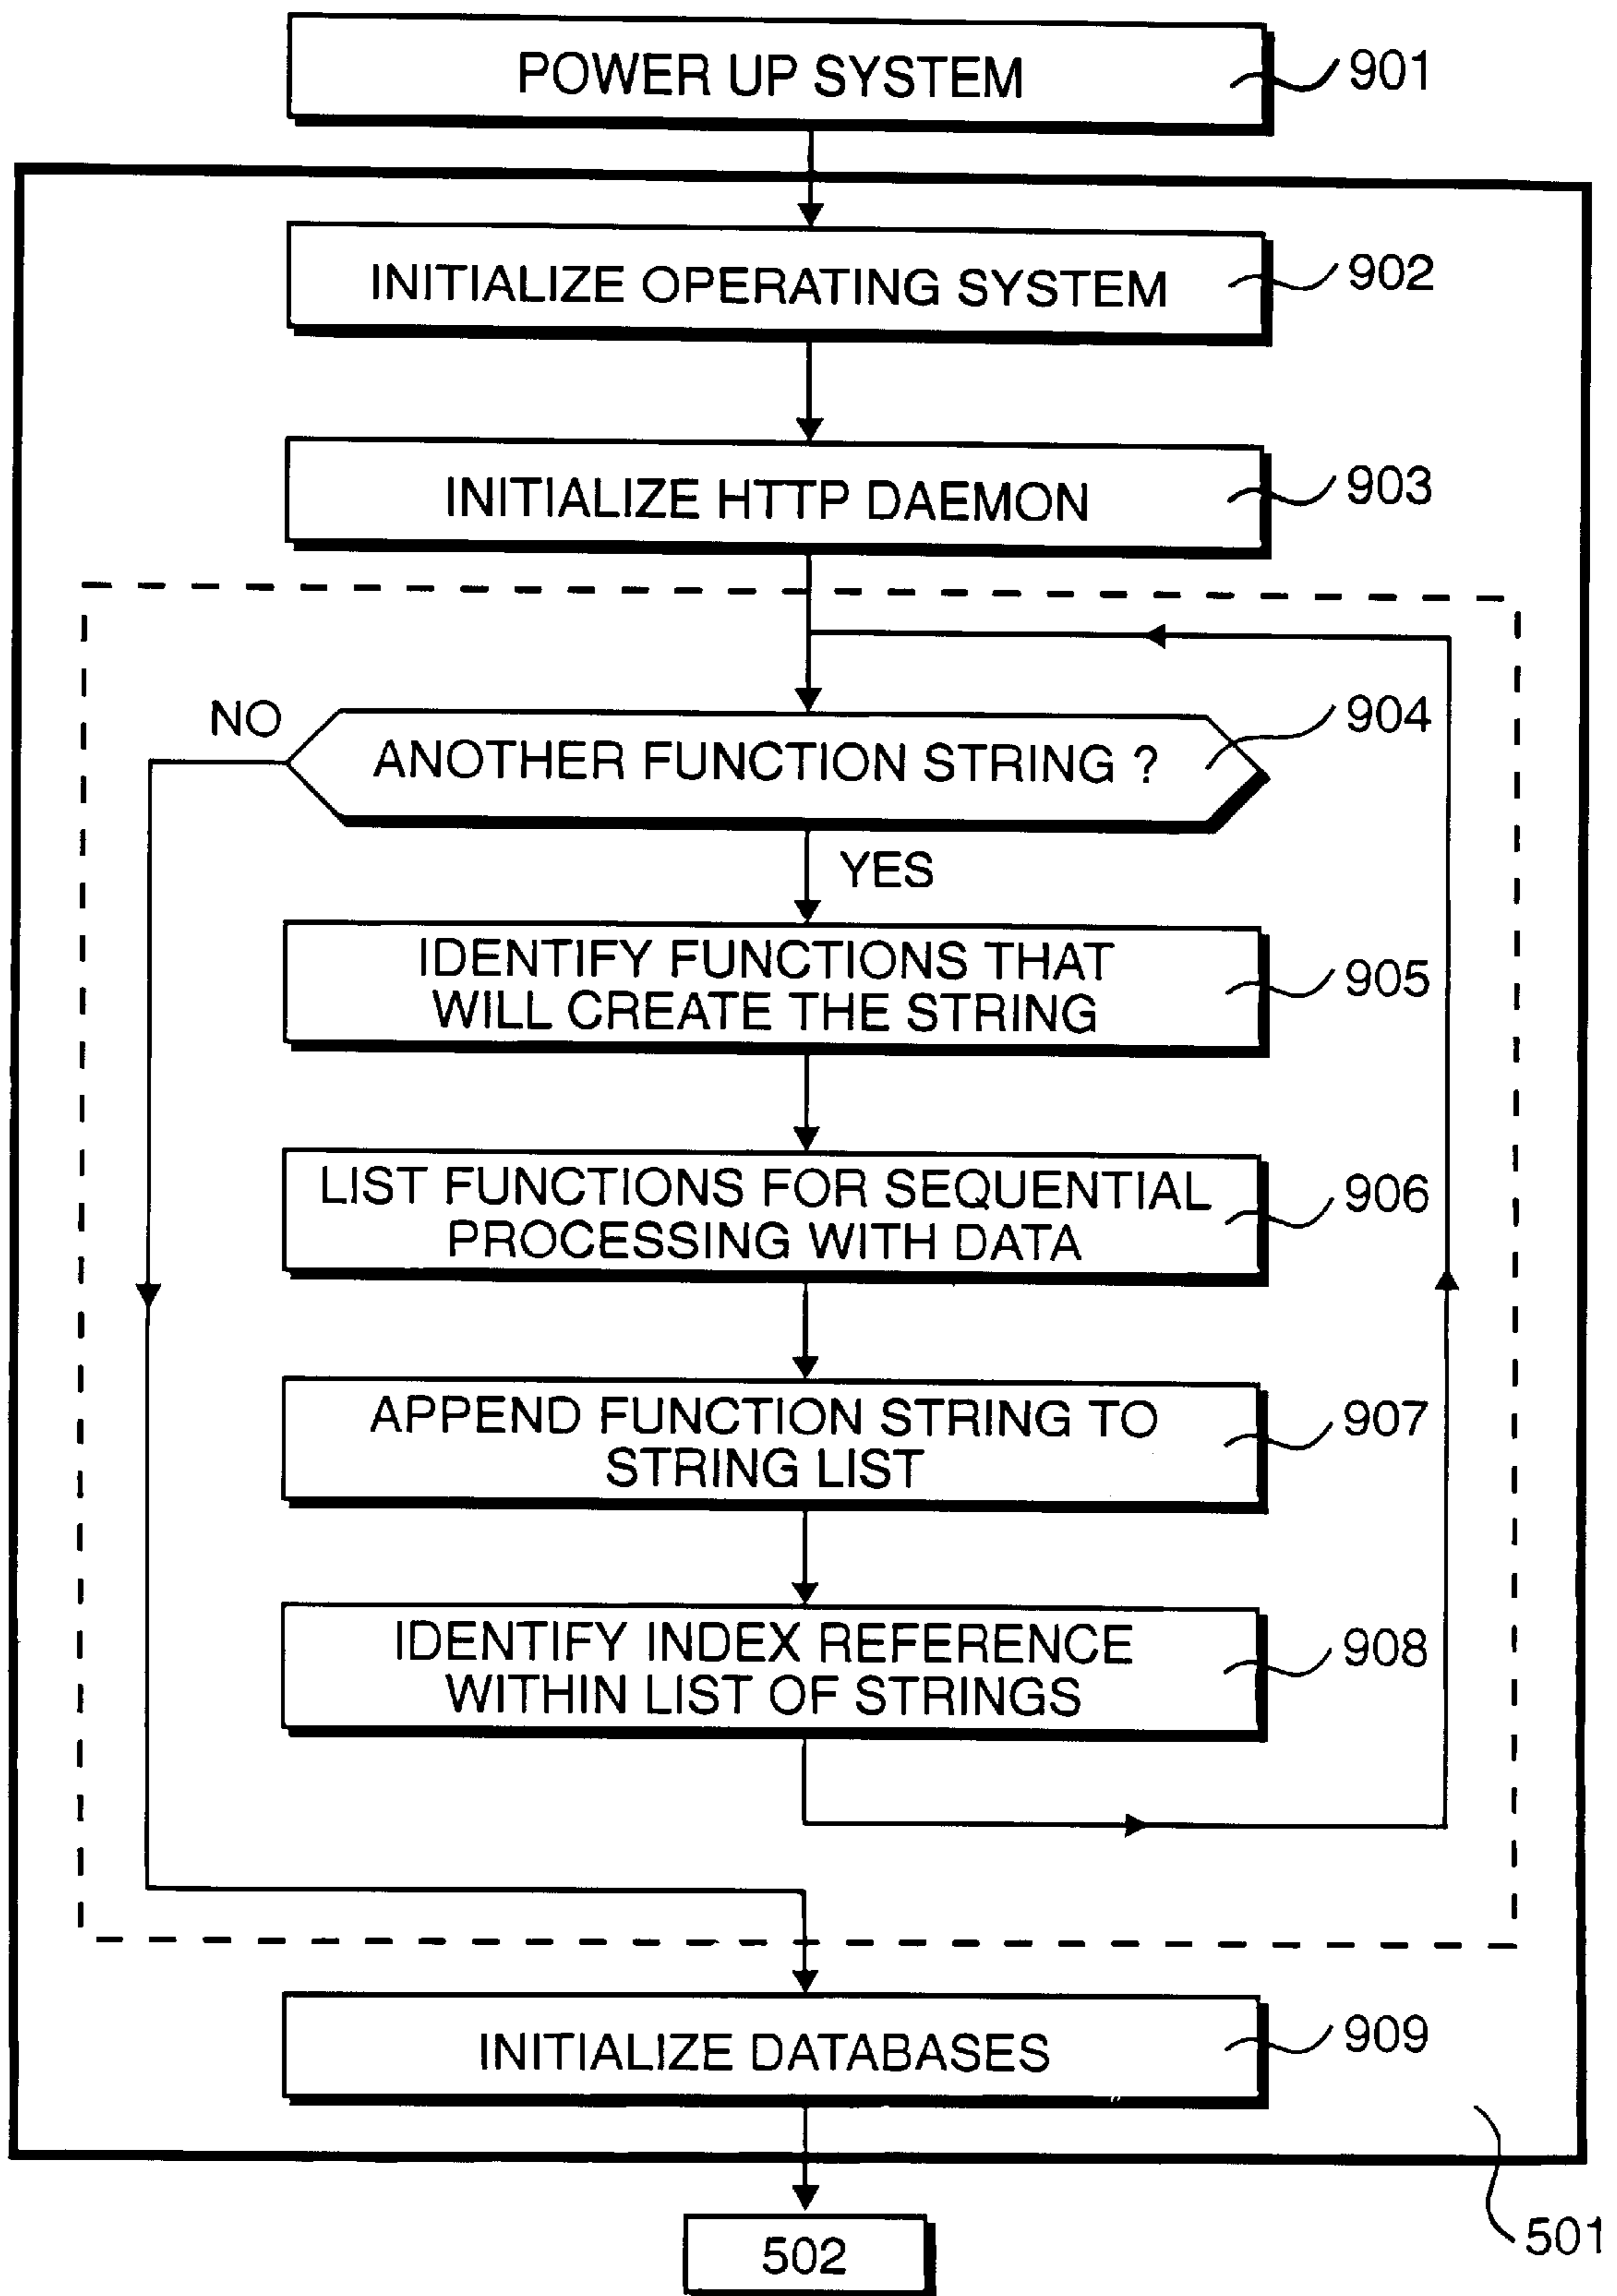 POWER UP SYSTEM
901
INITIALIZE OPERATING SYSTEM
902
INITIALIZE HTTP DAEMON
903
NO
ANOTHER FUNCTION STRING ?
904
YES
IDENTIFY FUNCTIONS THAT
WILL CREATE THE STRING
905
LIST FUNCTIONS FOR SEQUENTIAL
PROCESSING WITH DATA
906
APPEND FUNCTION STRING TO
STRING LIST
907
IDENTIFY INDEX REFERENCE
WITHIN LIST OF STRINGS
908
INITIALIZE DATABASES
909
501
502